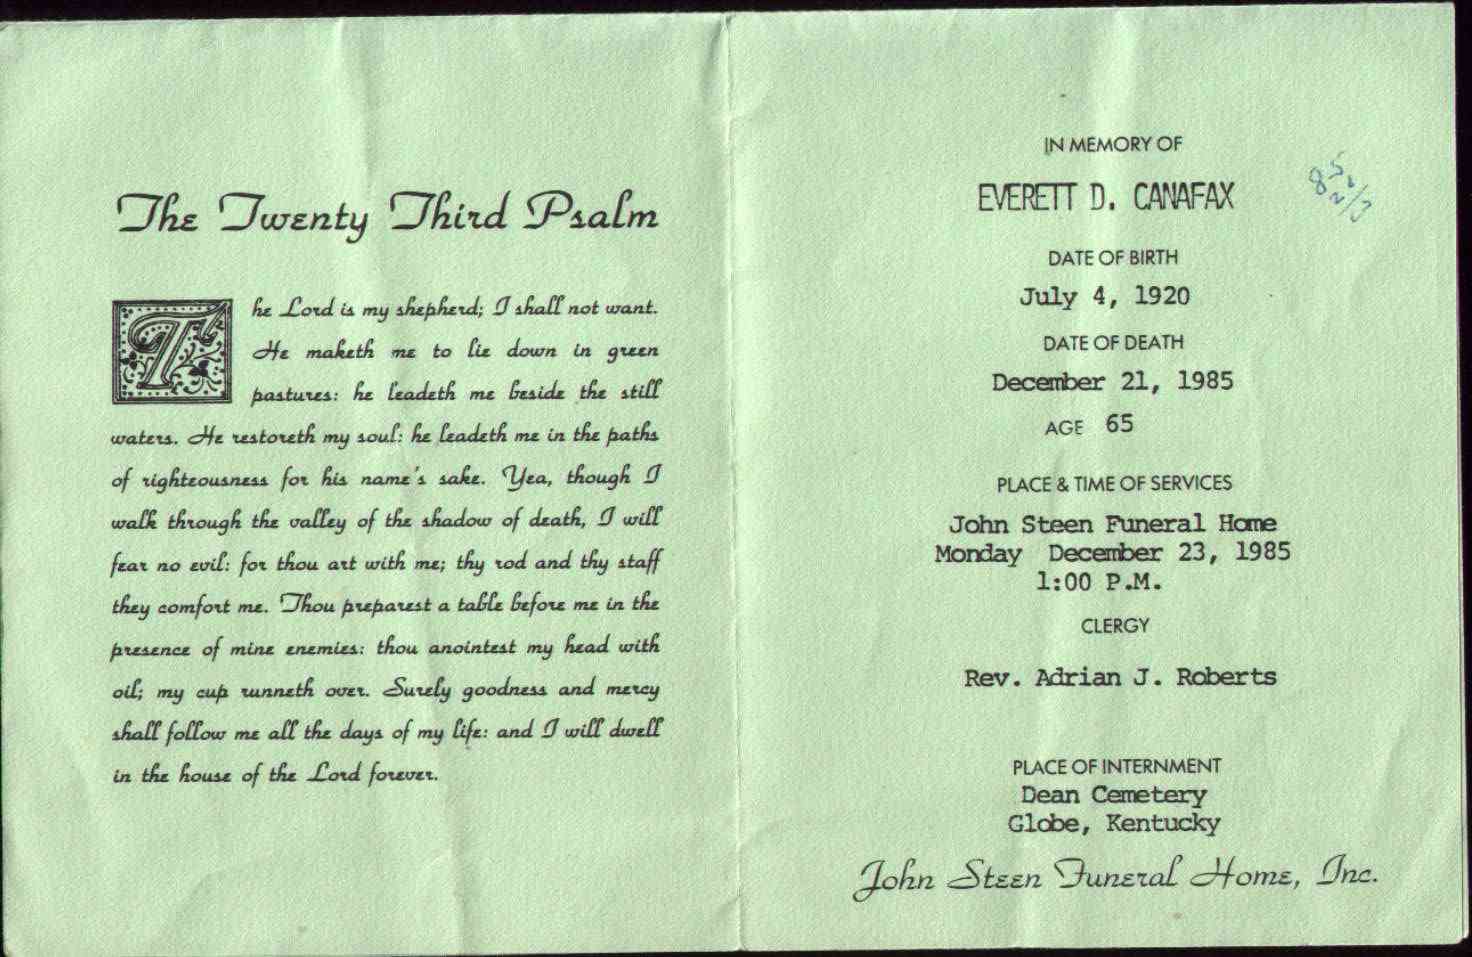 The Twenty Third Psalm
The Lord is my shepherd; I shall not want.
He maketh me to lie down in green
pastures: he leadeth me beside the still
waters. He restoreth my soul: he leadeth me in the paths
of righteousness for his name's sake. Yea, though I
walk through the valley of the shadow of death, I will
fear no evil: for thou art with me; thy rod and thy staff
they comfort me. Thou preparest a table before me in the
presence of mine enemies: thou anointest my head with
oil; my cup runneth over. Surely goodness and mercy
shall follow me all the days of my life: and I will dwell
in the house of the Lord forever.
IN MEMORY OF
EVERETT D. CANAFAX
DATE OF BIRTH
July 4, 1920
DATE OF DEATH
December 21, 1985
AGE 65
PLACE & TIME OF SERVICES
John Steen Funeral Home
Monday December 23, 1985
1:00 P.M.
CLERGY
Rev. Adrian J. Roberts
PLACE OF INTERNMENT
Dean Cemetery
Globe, Kentucky
John Steen Funeral Home, Inc.